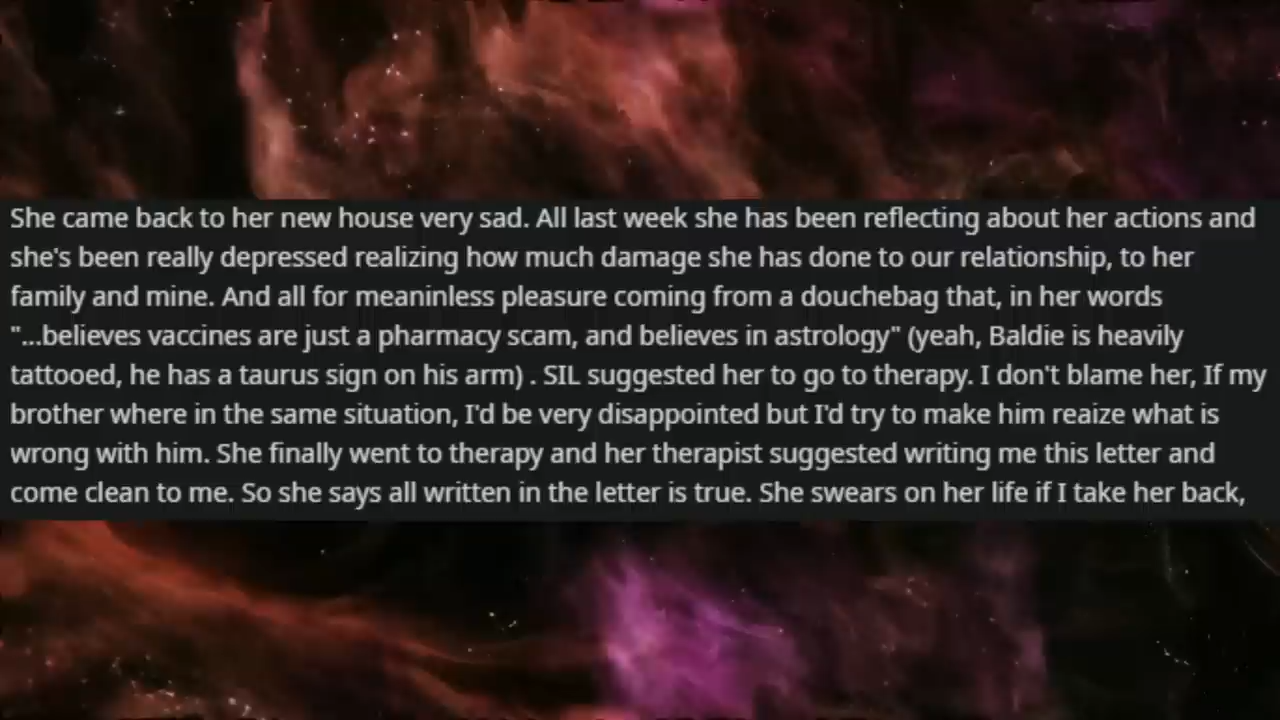 She came back to her new house very sad. All last week she has been reflecting about her actions and
she's been really depressed realizing how much damage she has done to our relationship, to her
family and mine. And all for meaninless pleasure coming from a douchebag that, in her words
"...believes vaccines are just a pharmacy scam, and believes in astrology" (yeah, Baldie is heavily
tattooed, he has a taurus sign on his arm) . SIL suggested her to go to therapy. I don't blame her, If my
brother where in the same situation, I'd be very disappointed but I'd try to make him reaize what is
wrong with him. She finally went to therapy and her therapist suggested writing me this letter and
come clean to me. So she says all written in the letter is true. She swears on her life if I take her back,